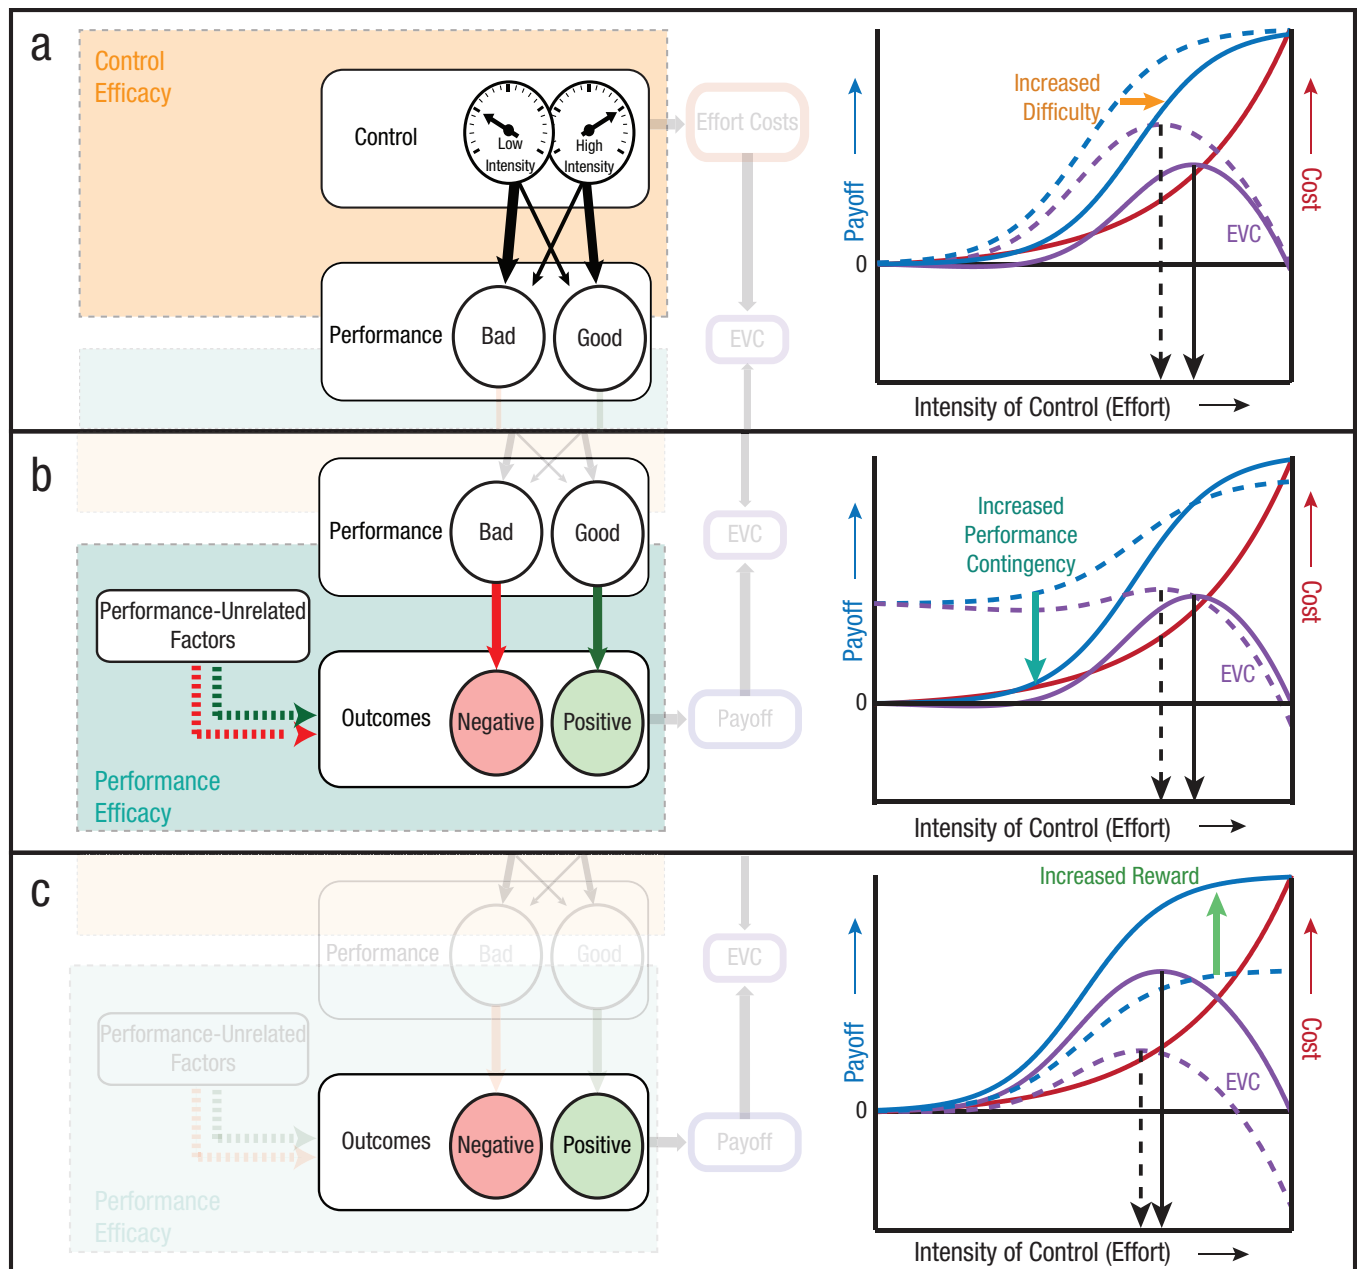 a
Control
Efficacy
Control
Low
Intensity
High
Intensity
Effort Costs
Performance
Bad
Good
EVC
Increased
Difficulty
Payoff
Cost
EVC
0
Intensity of Control (Effort)
b
Performance
Bad
Good
EVC
Performance-Unrelated
Factors
Outcomes
Negative
Positive
Payoff
Performance
Efficacy
Increased
Performance
Contingency
Payoff
Cost
EVC
0
Intensity of Control (Effort)
c
Performance
Bad
Good
EVC
Performance-Unrelated
Factors
Outcomes
Negative
Positive
Payoff
Performance
Efficacy
Increased Reward
Payoff
Cost
EVC
0
Intensity of Control (Effort)